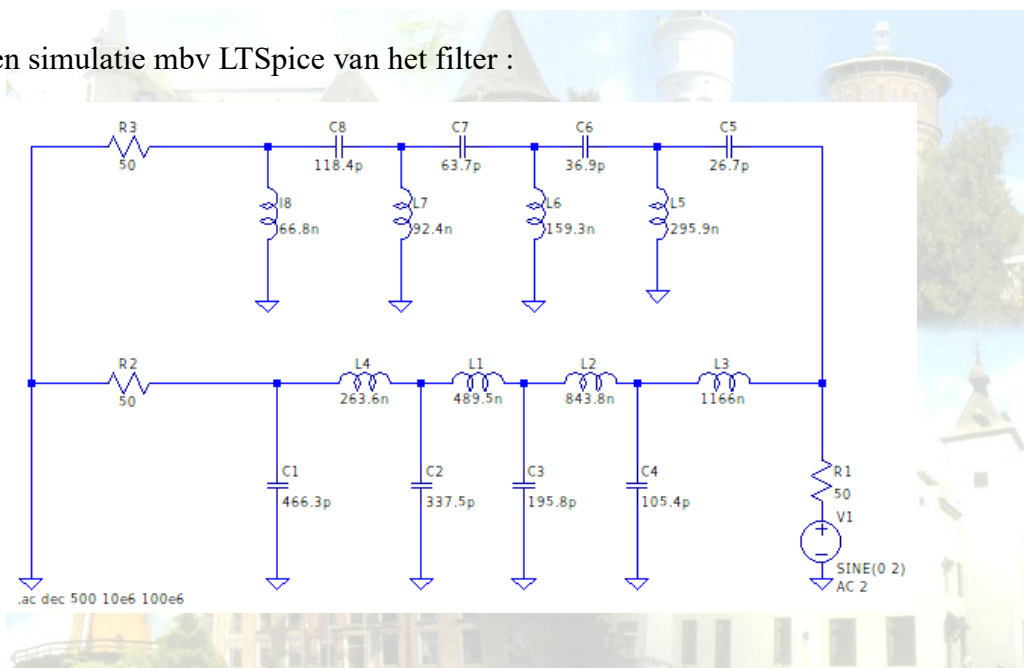 en simulatie mbv LTSpice van het filter :
R3
50
C8
118.4p
C7
63.7p
C6
36.9p
C5
26.7p
l8
66.8n
L7
92.4n
L6
159.3n
L5
295.9n
R2
50
L4
263.6n
L1
489.5n
L2
843.8n
L3
1166n
C1
466.3p
C2
337.5p
C3
195.8p
C4
105.4p
R1
50
V1
SINE(0 2)
AC 2
.ac dec 500 10e6 100e6